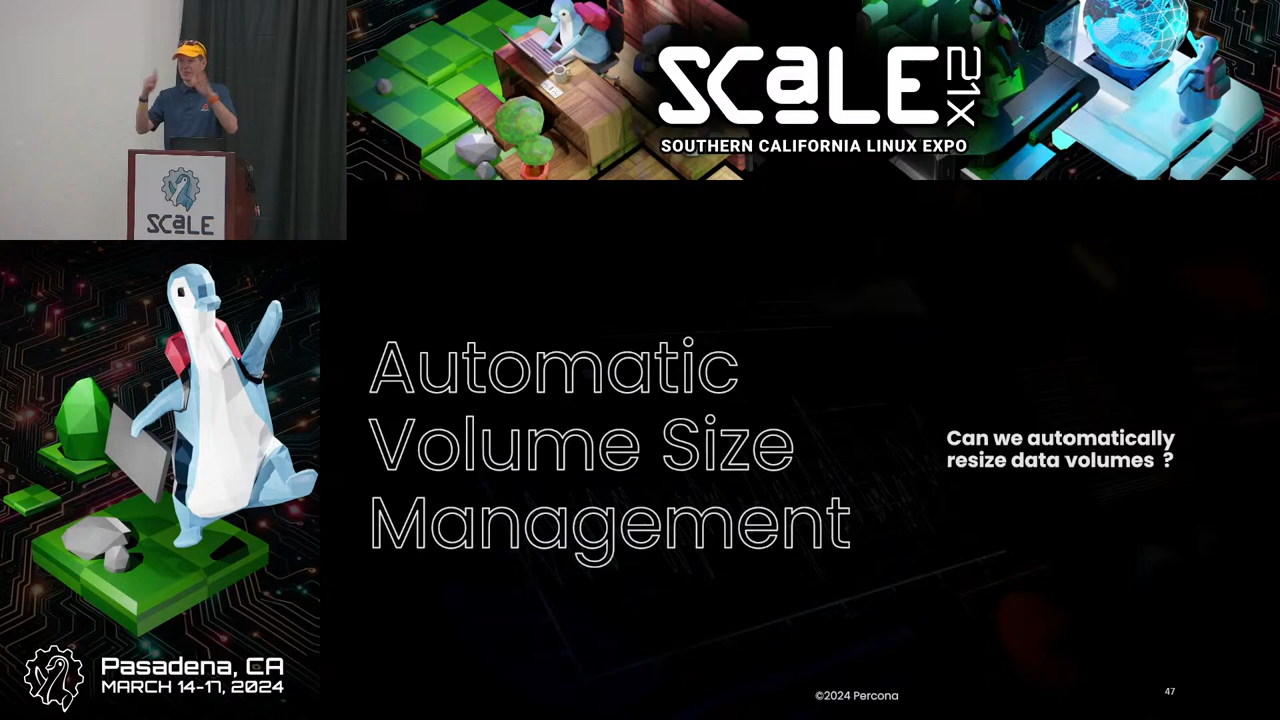 SCaLE
21X
SOUTHERN CALIFORNIA LINUX EXPO
SCaLE
Automatic
Volume Size
Management
Can we automatically
resize data volumes ?
Pasadena, CA
MARCH 14-17, 2024
©2024 Percona
47